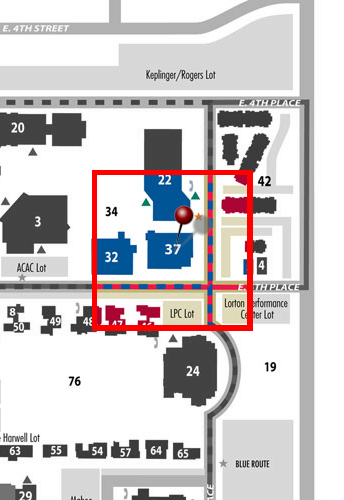 E. 4TH STREET
Keplinger/Rogers Lot
E. 4TH PLACE
20
22
42
34
3
37
32
ACAC Lot
4
E. 5TH PLACE
8
50
49
48
47
46
LPC Lot
Lorton Performance
Center Lot
24
19
76
Harwell Lot
63
55
54
57
64
65
BLUE ROUTE
29
CE